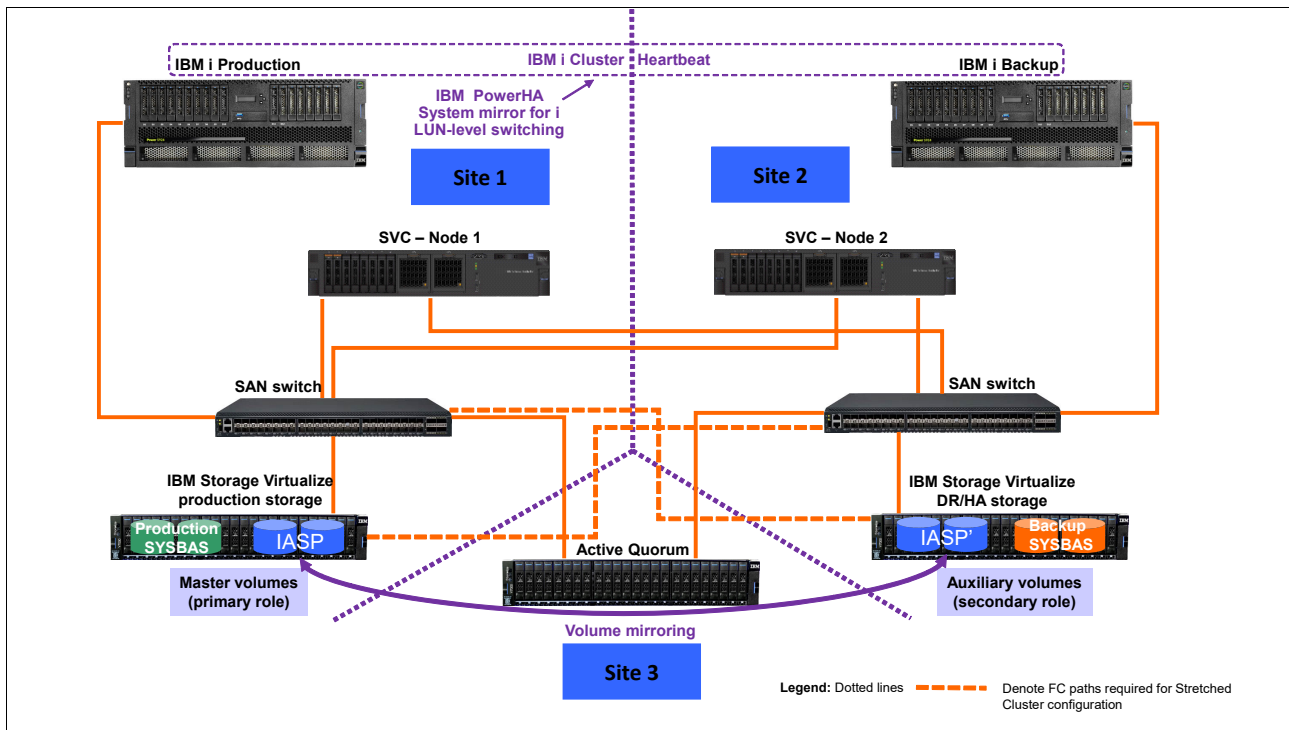 IBM i Cluster Heartbeat
IBM i Production
IBM i Backup
IBM PowerHA
System mirror for i
LUN-level switching
Site 1
Site 2
SVC – Node 1
SVC – Node 2
SAN switch
SAN switch
IBM Storage Virtualize
production storage
IBM Storage Virtualize
DR/HA storage
Production
SYSBAS
IASP
IASP'
Backup
SYSBAS
Active Quorum
Master volumes
(primary role)
Auxiliary volumes
(secondary role)
Volume mirroring
Site 3
Legend: Dotted lines
Denote FC paths required for Stretched
Cluster configuration